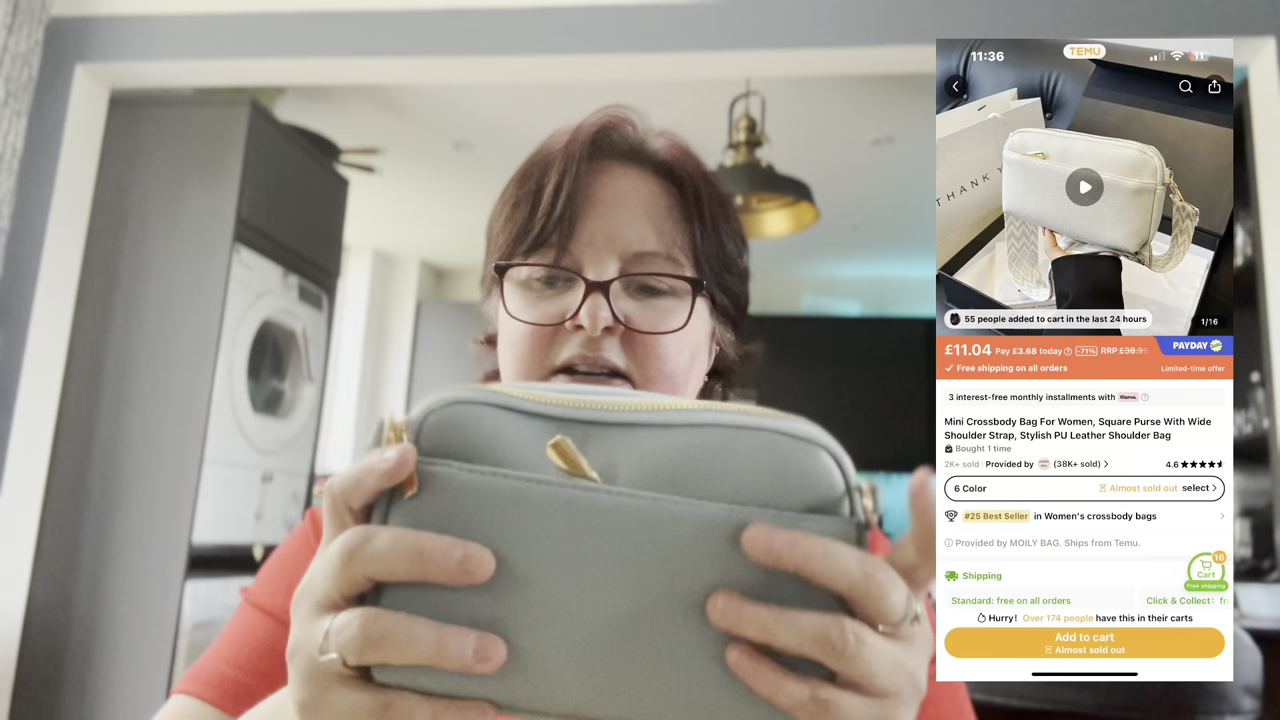 11:36
TEMU
11
THANK Y
55 people added to cart in the last 24 hours
1/16
£11.04 Pay £3.68 today -71% RRP £38.9
PAYDAY
Free shipping on all orders
Limited-time offer
3 interest-free monthly installments with Klarna.
Mini Crossbody Bag For Women, Square Purse With Wide
Shoulder Strap, Stylish PU Leather Shoulder Bag
Bought 1 time
2K+ sold Provided by (38K+ sold)
4.6
6 Color
Almost sold out select
#25 Best Seller in Women's crossbody bags
Provided by MOILY BAG. Ships from Temu.
16
Cart
Free shipping
Shipping
Standard: free on all orders
Click & Collect: fr
Hurry! Over 174 people have this in their carts
Add to cart
Almost sold out